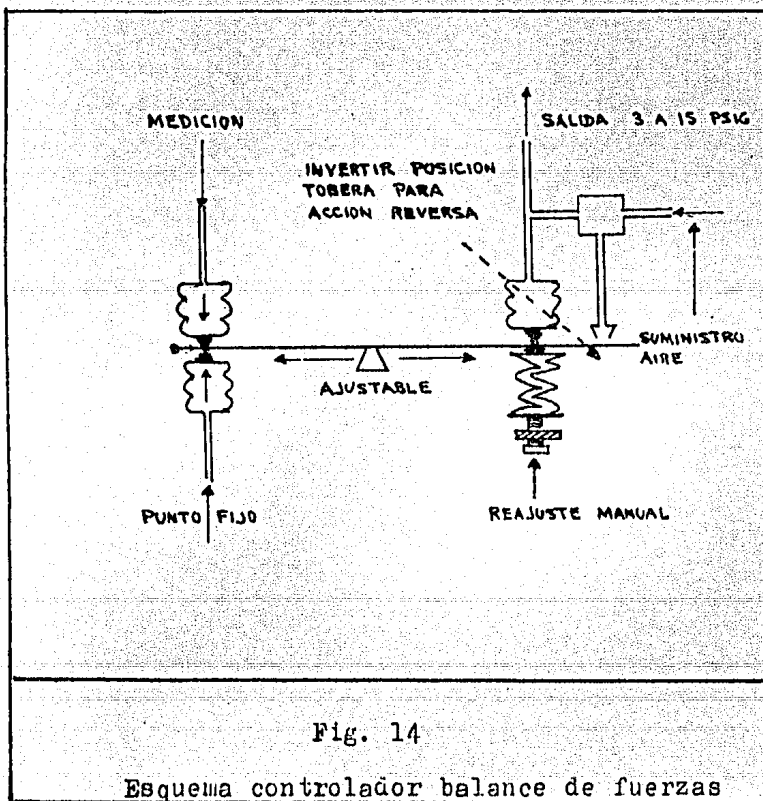 MEDICION
SALIDA 3 A 15 PSIG
INVERTIR POSICION
TOBERA PARA
ACCION REVERSA
SUMINISTRO
AIRE
AJUSTABLE
PUNTO FIJO
REAJUSTE MANUAL
Fig. 14
Esquema controlador balance de fuerzas